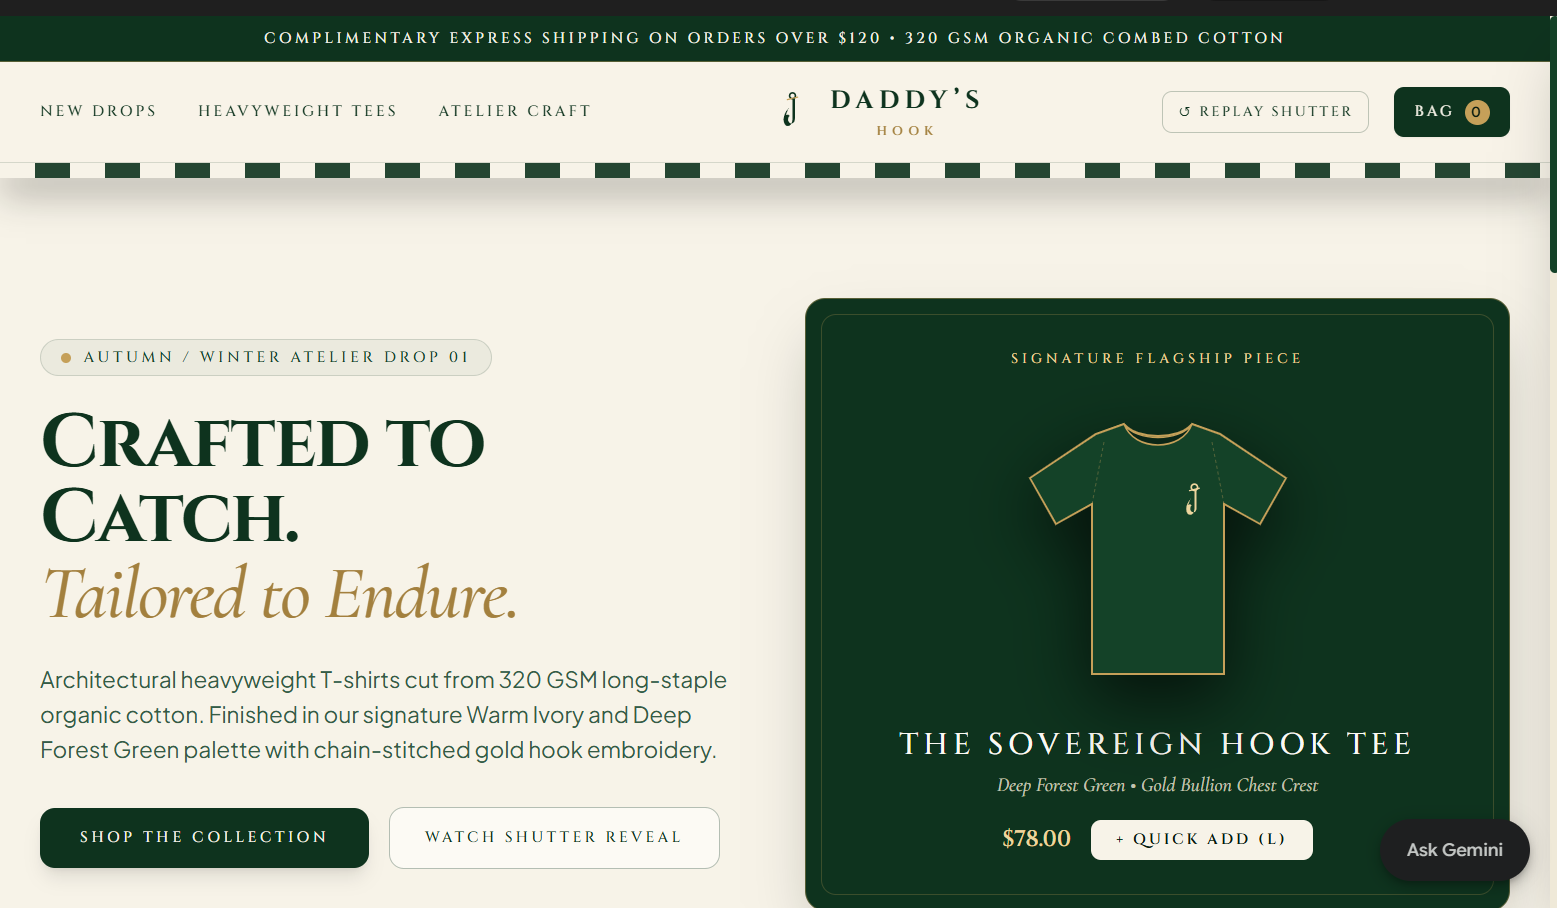 COMPLIMENTARY EXPRESS SHIPPING ON ORDERS OVER $120 • 320 GSM ORGANIC COMBED COTTON
NEW DROPS
HEAVYWEIGHT TEES
ATELIER CRAFT
DADDY’S
HOOK
↺ REPLAY SHUTTER
BAG 0
AUTUMN / WINTER ATELIER DROP 01
CRAFTED TO
CATCH.
Tailored to Endure.
Architectural heavyweight T-shirts cut from 320 GSM long-staple
organic cotton. Finished in our signature Warm Ivory and Deep
Forest Green palette with chain-stitched gold hook embroidery.
SHOP THE COLLECTION
WATCH SHUTTER REVEAL
SIGNATURE FLAGSHIP PIECE
THE SOVEREIGN HOOK TEE
Deep Forest Green • Gold Bullion Chest Crest
$78.00
+ QUICK ADD (L)
Ask Gemini